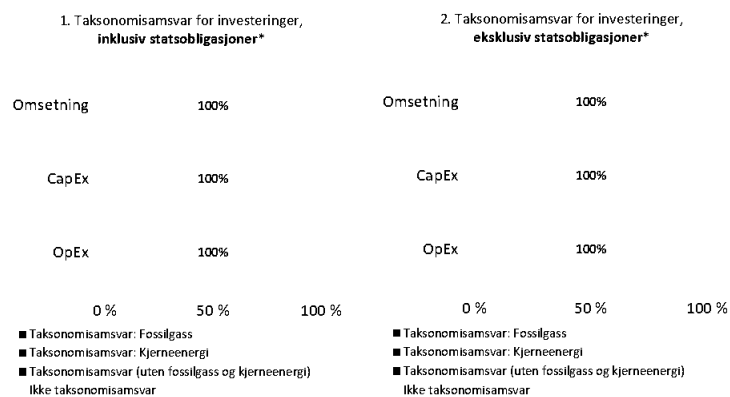 1. Taksonomisamsvar for investeringer,
inklusiv statsobligasjoner*
Omsetning 100%
CapEx 100%
OpEx 100%
0 % 50 % 100 %
Taksonomisamsvar: Fossilgass
Taksonomisamsvar: Kjerneenergi
Taksonomisamsvar (uten fossilgass og kjerneenergi)
Ikke taksonomisamsvar
2. Taksonomisamsvar for investeringer,
eksklusiv statsobligasjoner*
Omsetning 100%
CapEx 100%
OpEx 100%
0 % 50 % 100 %
Taksonomisamsvar: Fossilgass
Taksonomisamsvar: Kjerneenergi
Taksonomisamsvar (uten fossilgass og kjerneenergi)
Ikke taksonomisamsvar